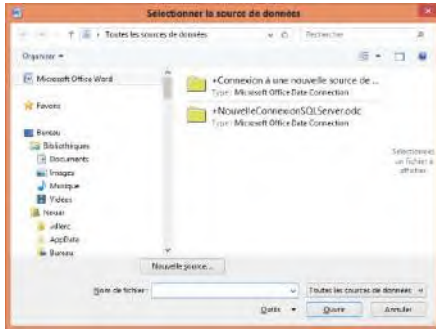 Sélectionner la source de données
Toutes les sources de données
Rechercher
Organiser
Microsoft Office Word
Favoris
Bureau
Bibliothèques
Documents
Images
Musique
Vidéos
AppData
Bureau
+Connexion à une nouvelle source de ...
Type : Microsoft Office Data Connection
+NouvelleConnexionSQLServer.odc
Type : Microsoft Office Data Connection
Sélectionnez
un fichier à
afficher.
Nouvelle source...
Nom de fichier :
Toutes les sources de données
Outils
Ouvrir
Annuler